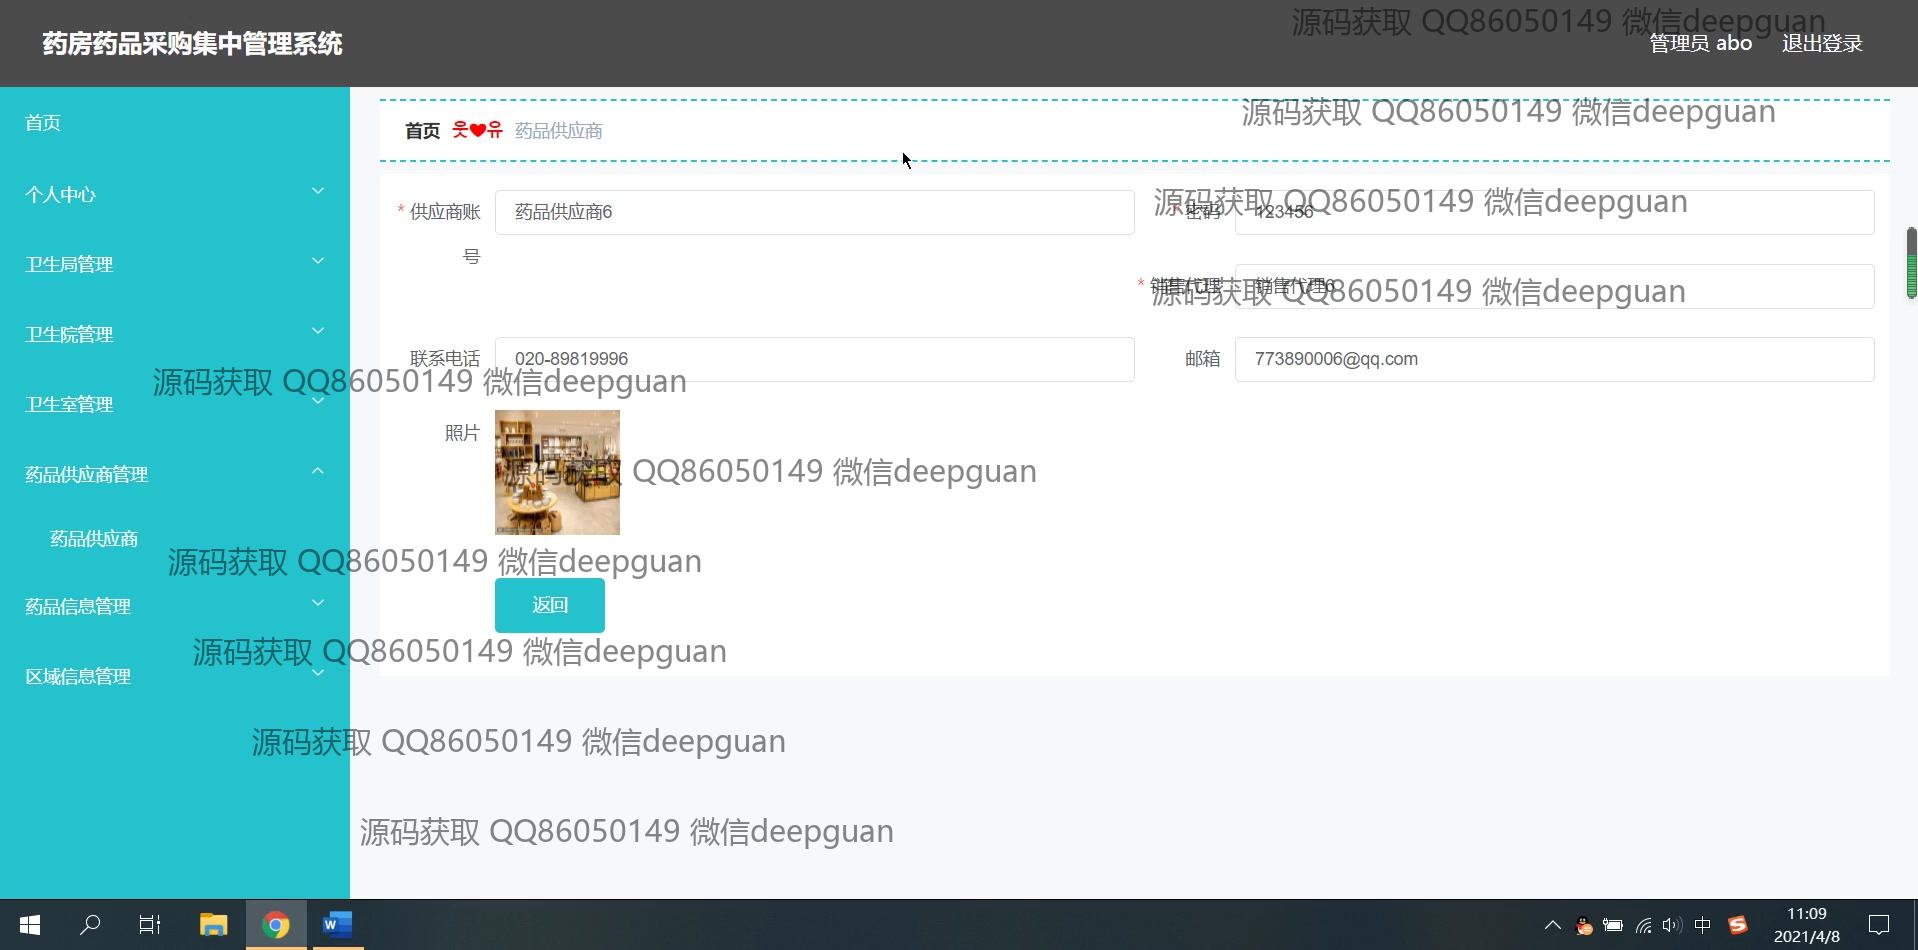 源码获取 QQ86050149 微信deepguan
药房药品采购集中管理系统
管理员 abo
退出登录
首页
个人中心
卫生局管理
卫生院管理
卫生室管理
药品供应商管理
药品供应商
药品信息管理
区域信息管理
首页 웃❤유 药品供应商
源码获取 QQ86050149 微信deepguan
* 供应商账号
药品供应商6
* 密码
123456
源码获取 QQ86050149 微信deepguan
* 销售代理
销售代理6
源码获取 QQ86050149 微信deepguan
联系电话
020-89819996
邮箱
773890006@qq.com
源码获取 QQ86050149 微信deepguan
照片
源码获取 QQ86050149 微信deepguan
源码获取 QQ86050149 微信deepguan
返回
源码获取 QQ86050149 微信deepguan
源码获取 QQ86050149 微信deepguan
源码获取 QQ86050149 微信deepguan
W
中
S
11:09
2021/4/8